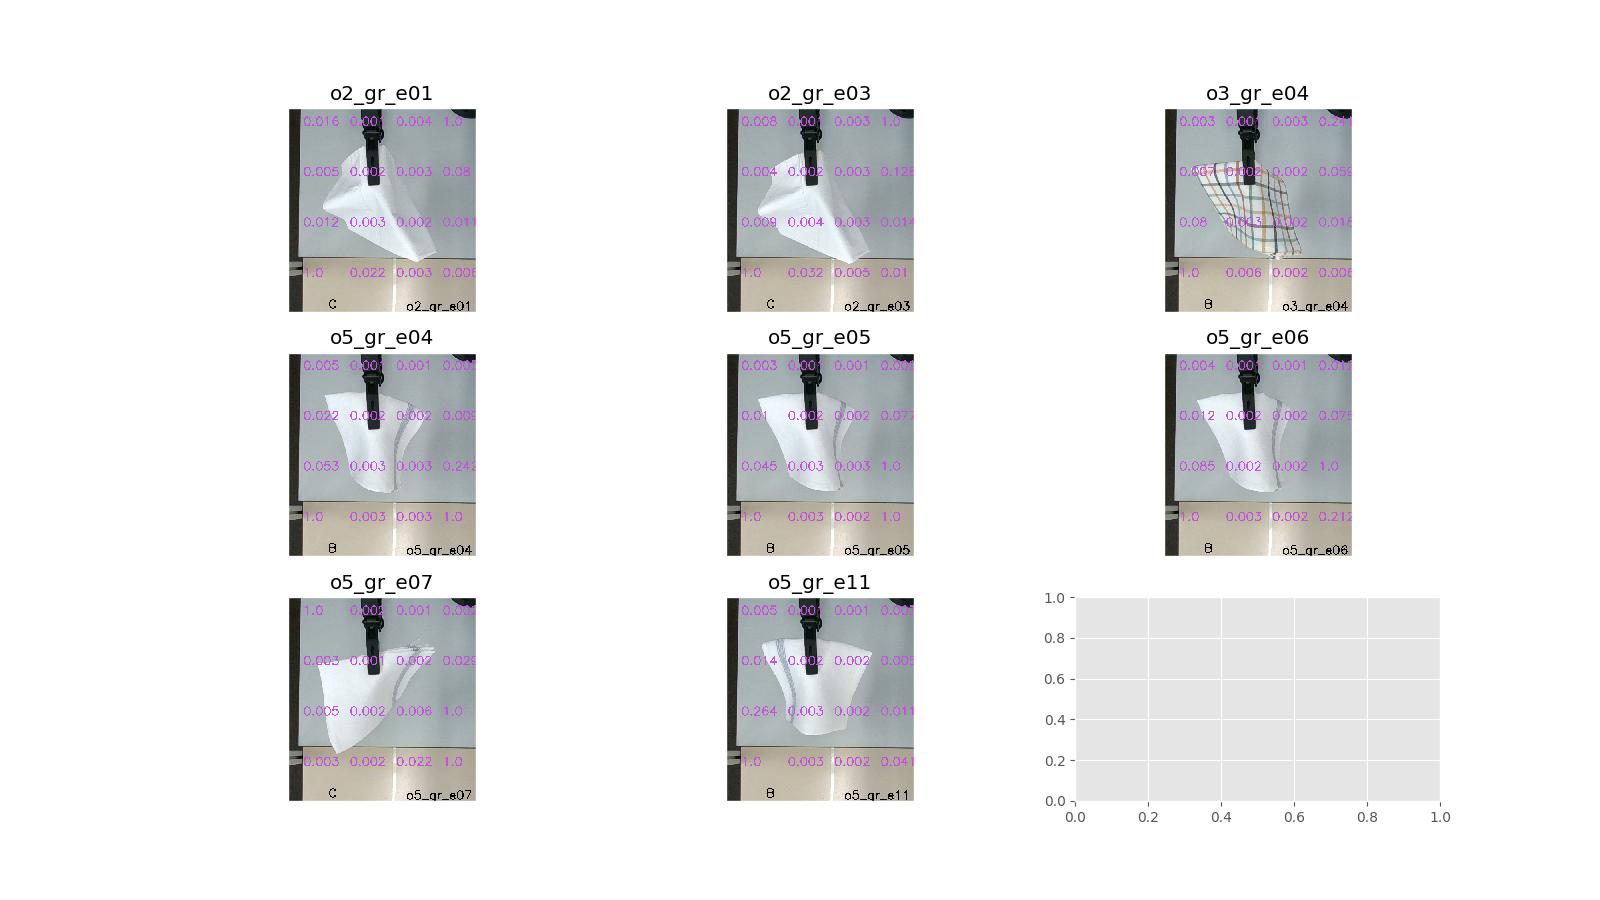 o2_gr_e01
o2_gr_e03
o3_gr_e04
0.016 0.001 0.004 1.0
0.008 0.001 0.003 1.0
0.003 0.001 0.003 0.241
0.005 0.002 0.003 0.08
0.004 0.002 0.003 0.128
0.007 0.002 0.002 0.059
0.012 0.003 0.002 0.011
0.009 0.004 0.003 0.014
0.08 0.003 0.002 0.015
1.0 0.022 0.003 0.008
1.0 0.032 0.005 0.01
1.0 0.006 0.002 0.008
C o2_gr_e01
C o2_gr_e03
B o3_gr_e04
o5_gr_e04
o5_gr_e05
o5_gr_e06
0.005 0.001 0.001
0.003 0.001 0.001
0.004 0.001 0.001
0.022 0.002 0.002
0.01 0.002 0.002 0.077
0.012 0.002 0.002 0.075
0.053 0.003 0.003 0.242
0.045 0.003 0.003 1.0
0.085 0.002 0.002 1.0
1.0 0.003 0.003 1.0
1.0 0.003 0.002 1.0
1.0 0.003 0.002 0.212
B o5_gr_e04
B o5_gr_e05
B o5_gr_e06
o5_gr_e07
o5_gr_e11
1.0 0.002 0.001
0.005 0.001 0.001
0.003 0.001 0.002 0.029
0.014 0.002 0.002
0.005 0.002 0.006 1.0
0.264 0.003 0.002 0.011
0.003 0.002 0.022 1.0
1.0 0.003 0.002 0.041
C o5_gr_e07
B o5_gr_e11
1.0
0.8
0.6
0.4
0.2
0.0
0.0 0.2 0.4 0.6 0.8 1.0